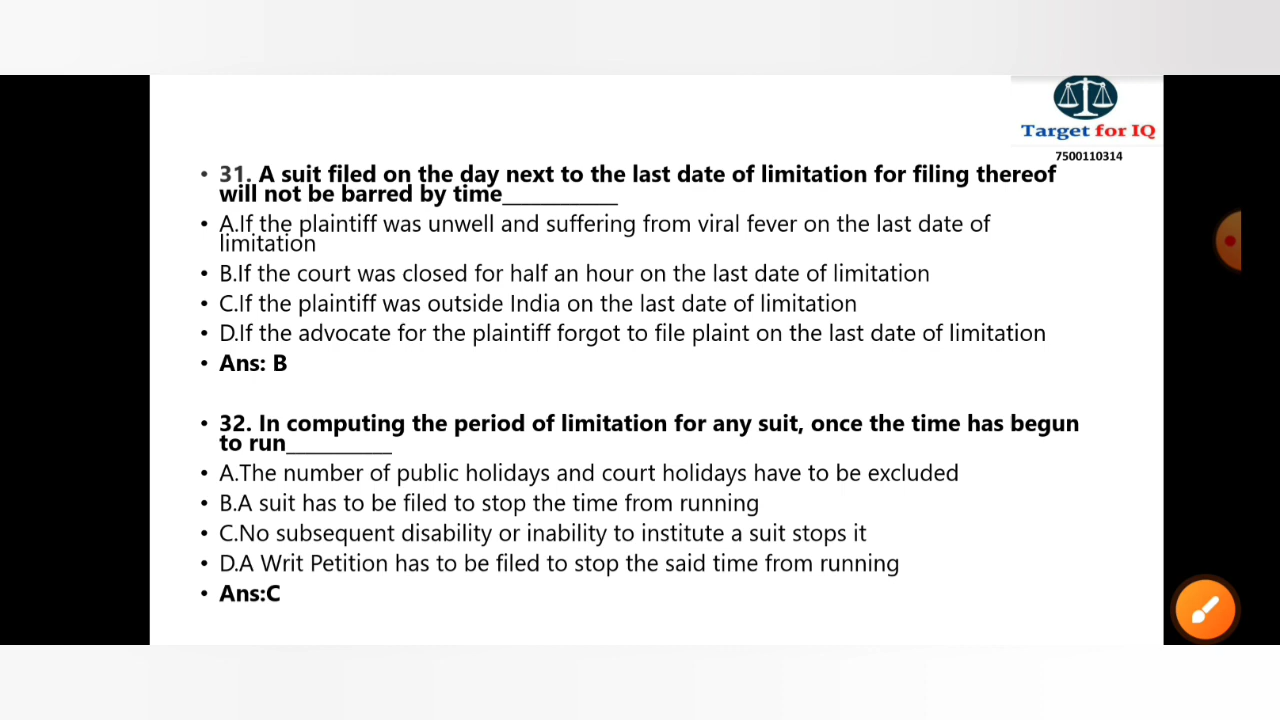 Target for IQ
7500110314
• 31. A suit filed on the day next to the last date of limitation for filing thereof
will not be barred by time__________
• A.If the plaintiff was unwell and suffering from viral fever on the last date of
limitation
• B.If the court was closed for half an hour on the last date of limitation
• C.If the plaintiff was outside India on the last date of limitation
• D.If the advocate for the plaintiff forgot to file plaint on the last date of limitation
• Ans: B
• 32. In computing the period of limitation for any suit, once the time has begun
to run_________
• A.The number of public holidays and court holidays have to be excluded
• B.A suit has to be filed to stop the time from running
• C.No subsequent disability or inability to institute a suit stops it
• D.A Writ Petition has to be filed to stop the said time from running
• Ans:C